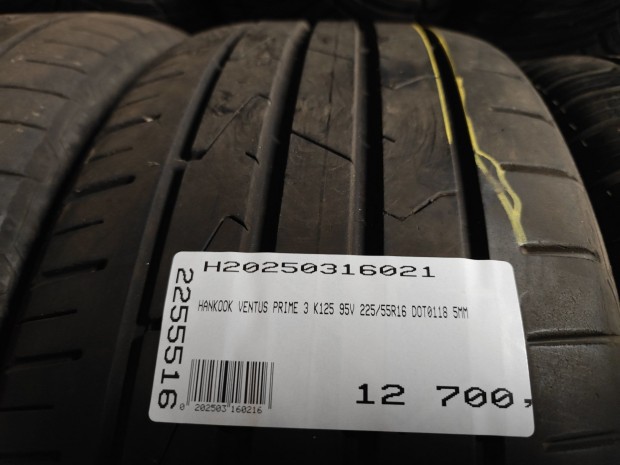 H20250316021
HANKOOK VENTUS PRIME 3 K125 95V 225/55R16 DOT0118 5MM
2255516
0 202503 160216
12 700,